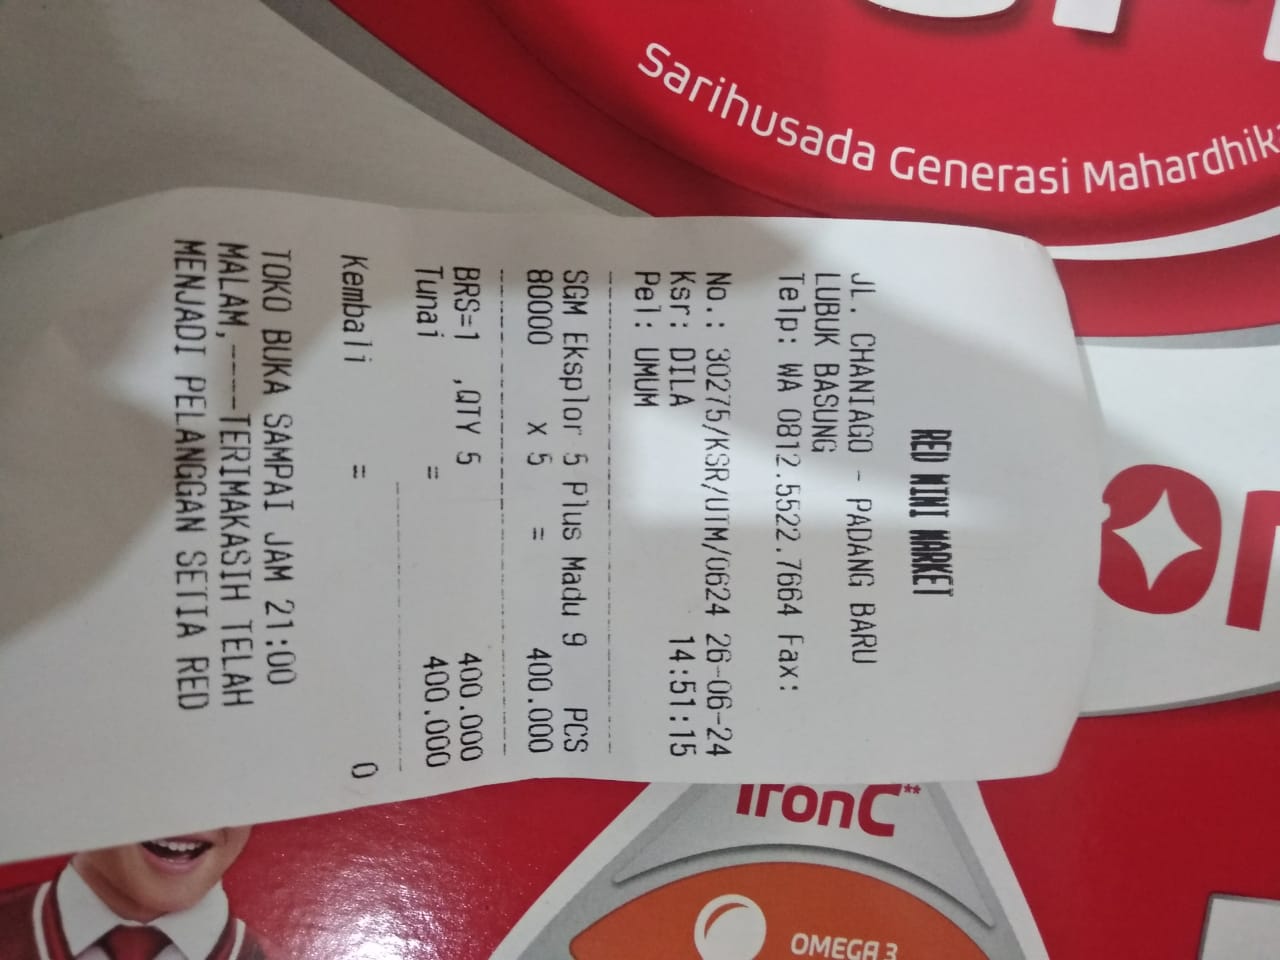 RED MINI MARKET
JL. CHANIAGO - PADANG BARU
LUBUK BASUNG
Telp: WA 0812.5522.7664 Fax:
No.: 30275/KSR/UTM/0624 26-06-24
Ksr: DILA 14:51:15
Pel: UMUM
SGM Eksplor 5 Plus Madu 9 PCS
80000 X 5 = 400.000
BRS=1 ,QTY 5 400.000
Tunai = 400.000
Kembali = 0
TOKO BUKA SAMPAI JAM 21:00
MALAM,----TERIMAKASIH TELAH
MENJADI PELANGGAN SETIA RED
Sarihusada Generasi Mahardhik
IronC**
OMEGA 3